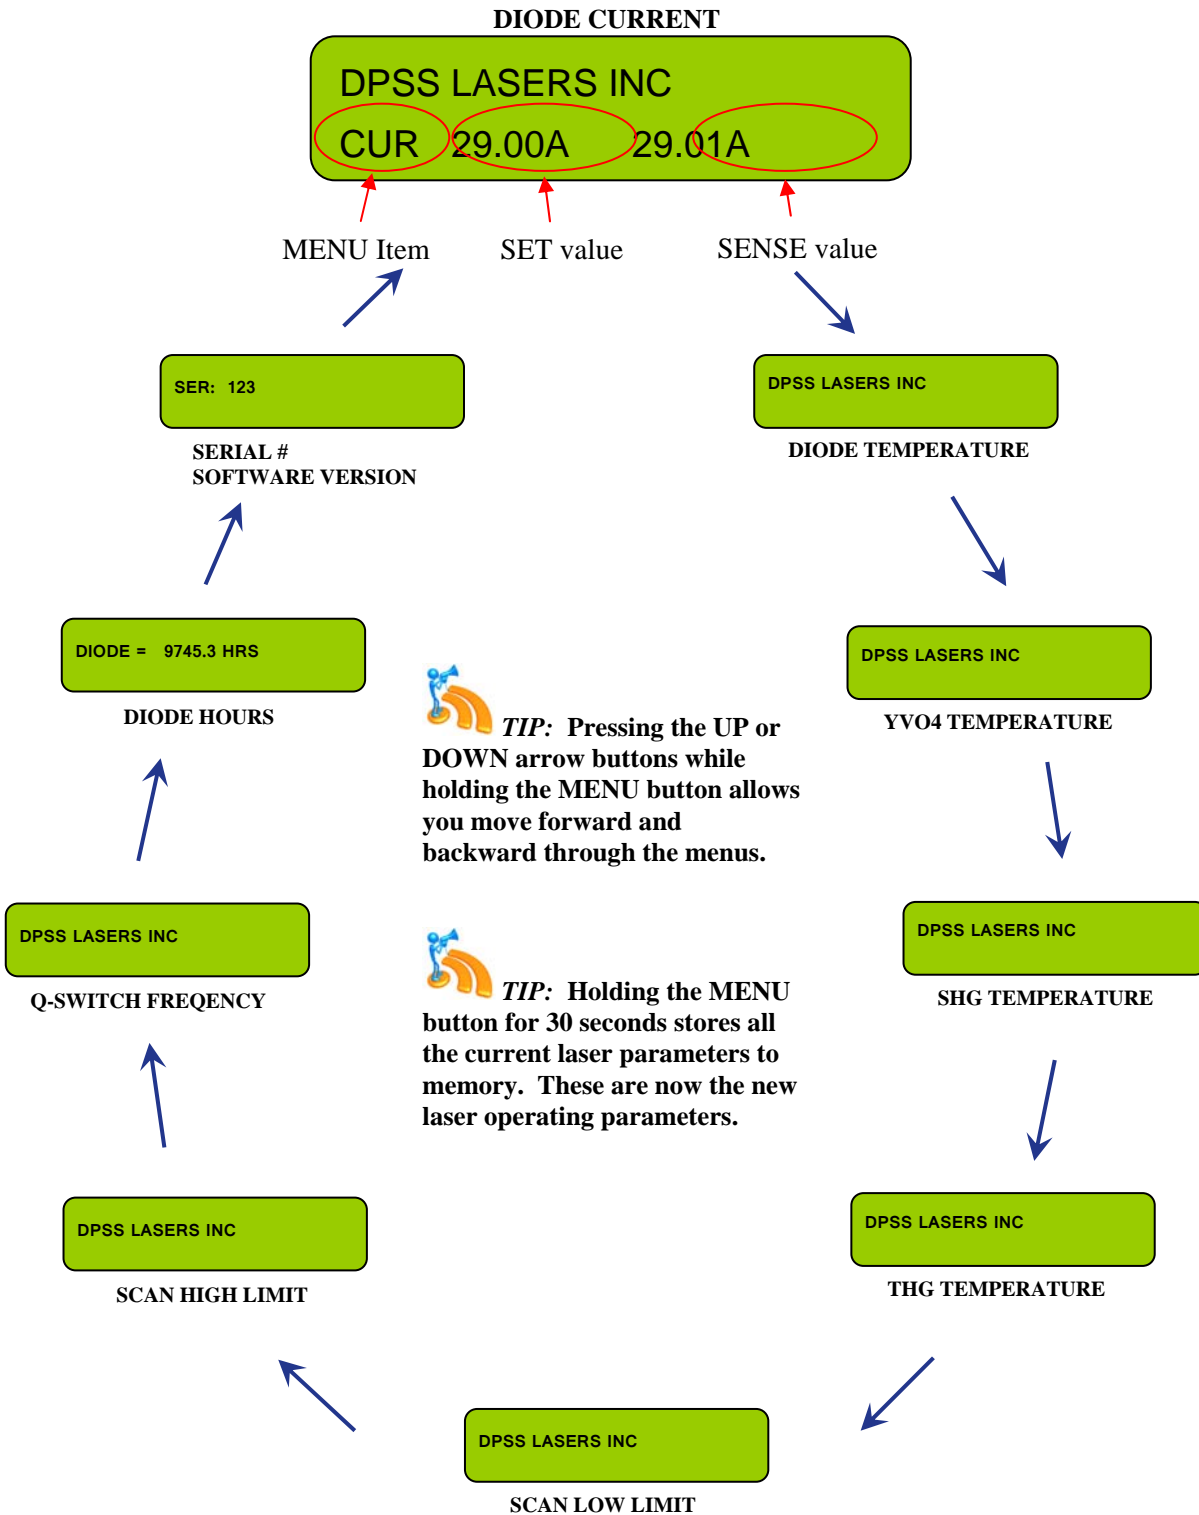 DIODE CURRENT
DPSS LASERS INC
CUR 29.00A 29.01A
MENU Item SET value SENSE value
SER: 123
SERIAL #
SOFTWARE VERSION
DPSS LASERS INC
DIODE TEMPERATURE
DIODE = 9745.3 HRS
DIODE HOURS
DPSS LASERS INC
YVO4 TEMPERATURE
TIP: Pressing the UP or
DOWN arrow buttons while
holding the MENU button allows
you move forward and
backward through the menus.
DPSS LASERS INC
Q-SWITCH FREQENCY
DPSS LASERS INC
SHG TEMPERATURE
TIP: Holding the MENU
button for 30 seconds stores all
the current laser parameters to
memory. These are now the new
laser operating parameters.
DPSS LASERS INC
SCAN HIGH LIMIT
DPSS LASERS INC
THG TEMPERATURE
DPSS LASERS INC
SCAN LOW LIMIT